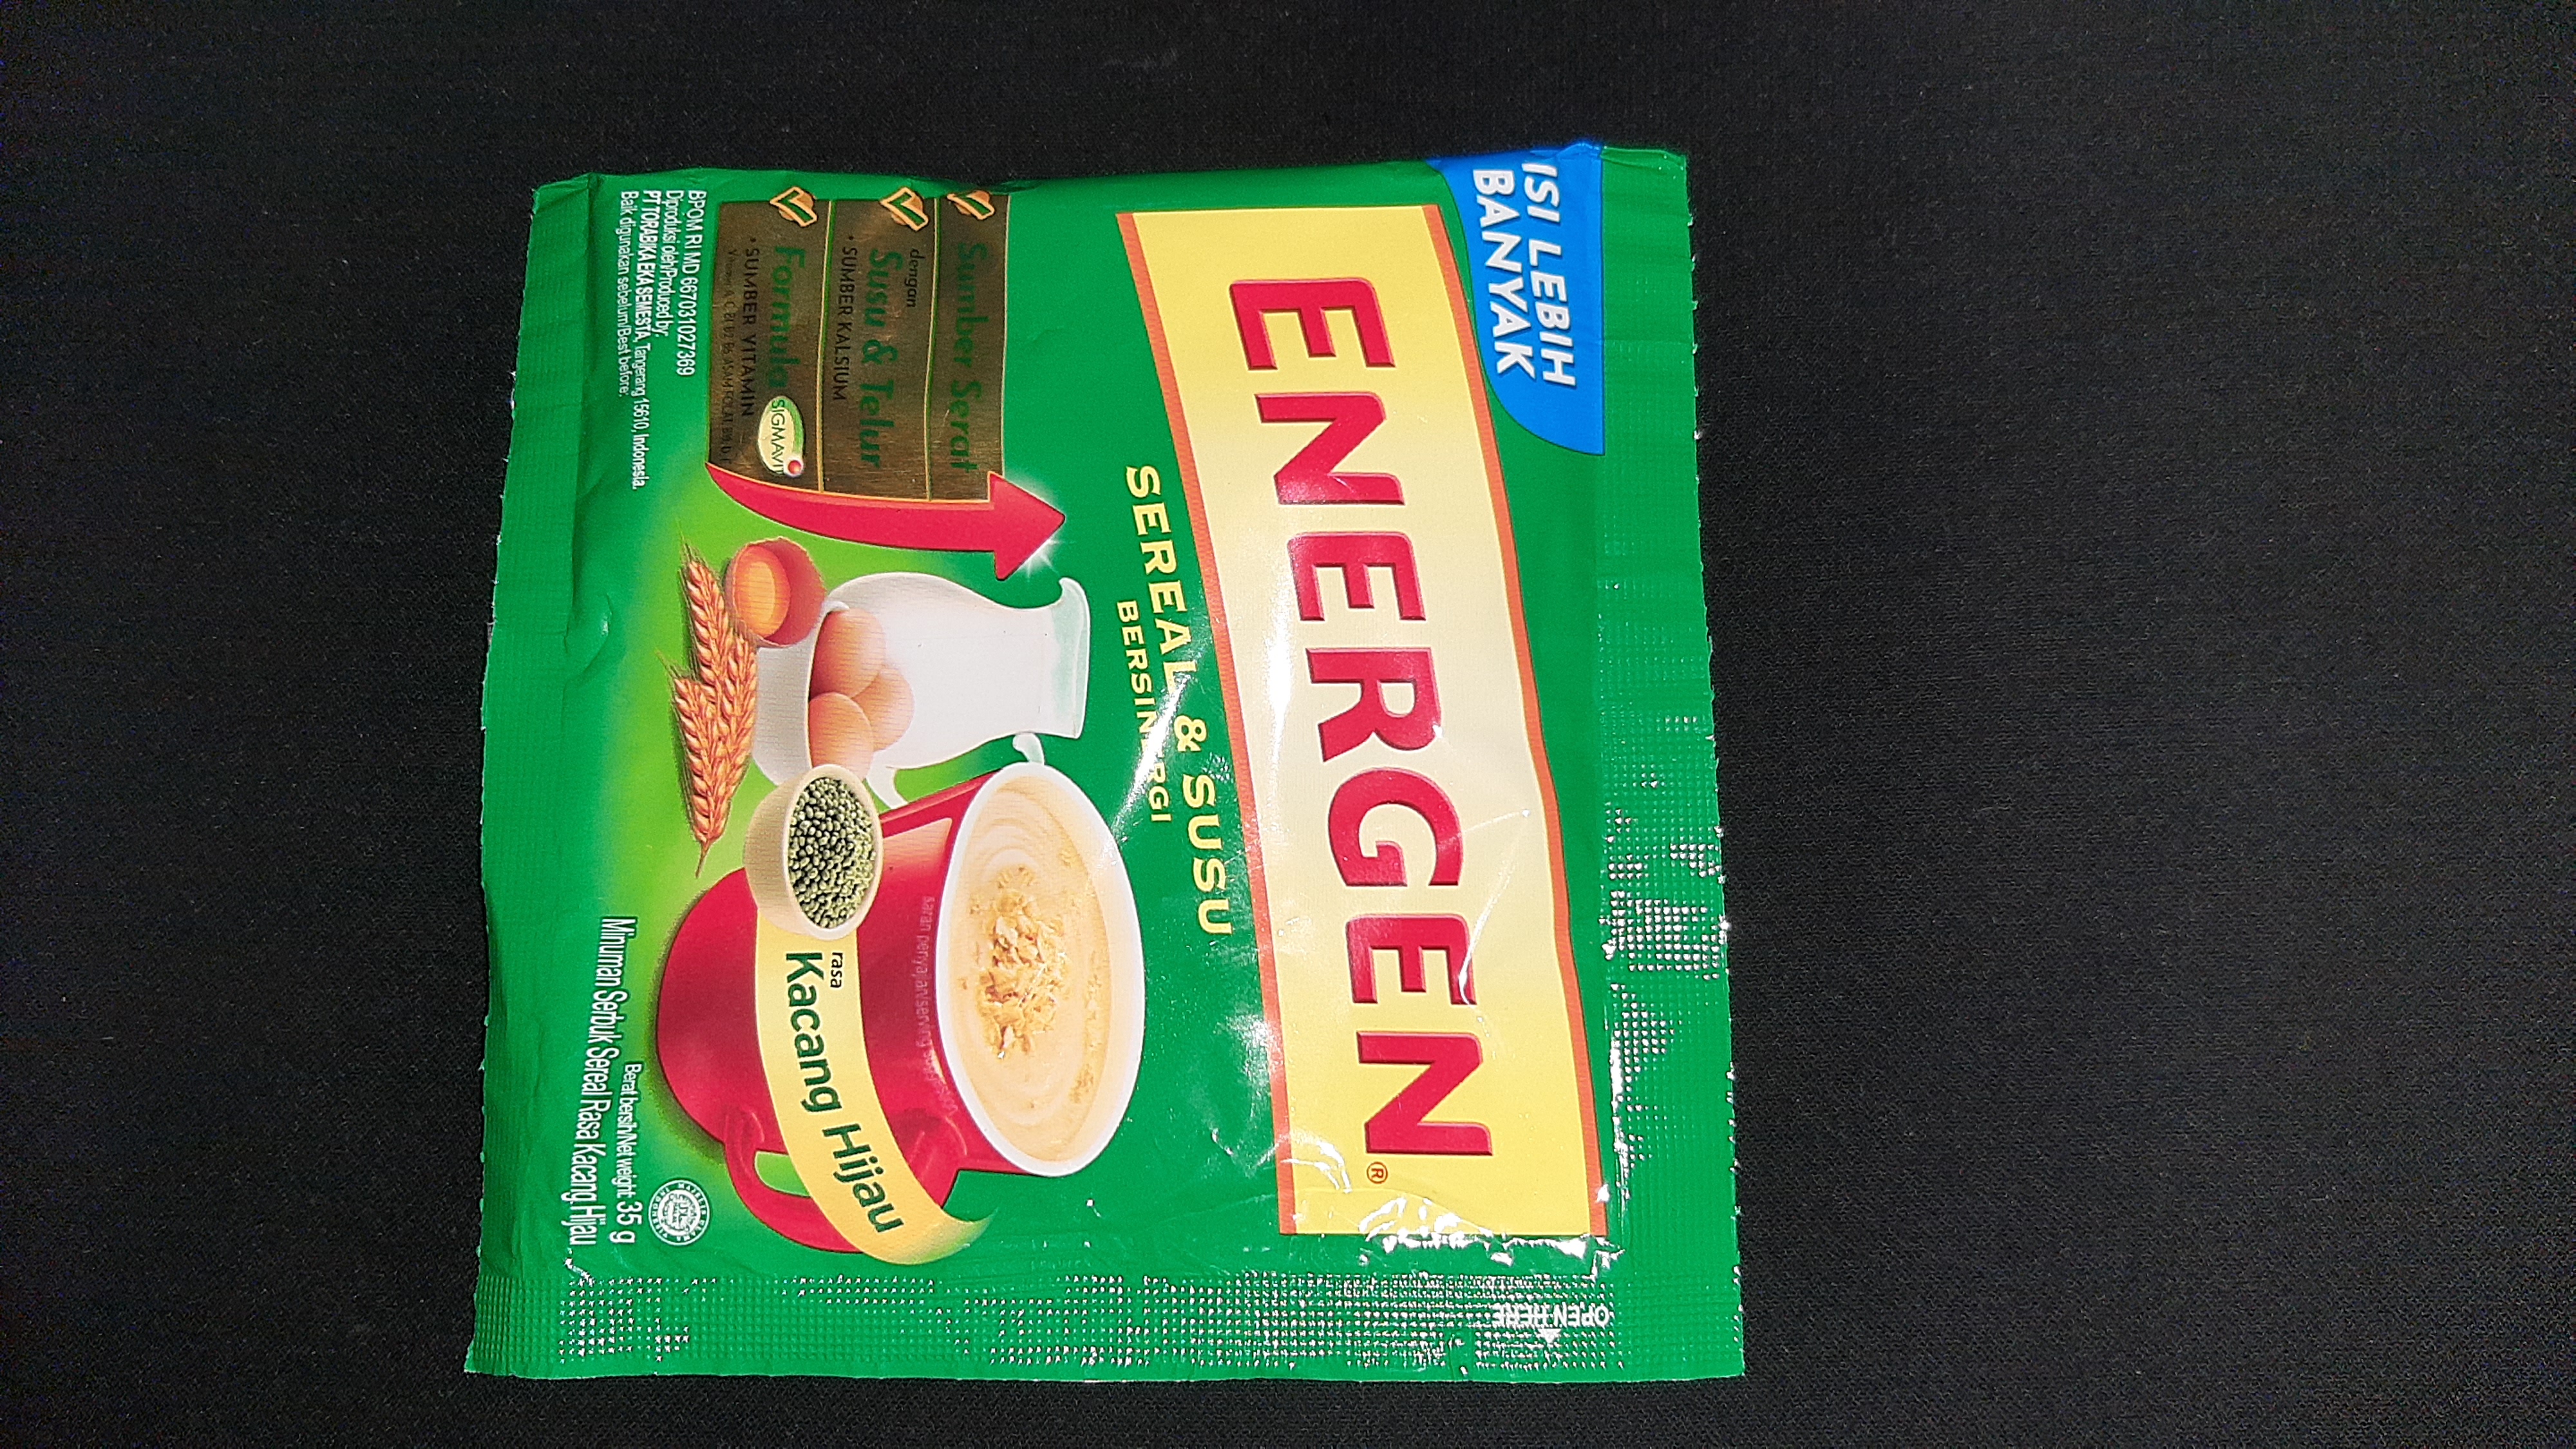 ISI LEBIH
BANYAK
ENERGEN®
SEREAL & SUSU
Sumber Serat
dengan
Susu & Telur
• SUMBER KALSIUM
Formula SIGMAVIT
• SUMBER VITAMIN
rasa
Kacang Hijau
BPOM RI MD 667031027369
Diproduksi oleh/Produced by:
PT TORABIKA EKA SEMESTA, Tangerang 15610, Indonesia.
Baik digunakan sebelum/Best before:
Berat bersih/Net weight: 35 g
Minuman Serbuk Sereal Rasa Kacang Hijau
OPEN HERE